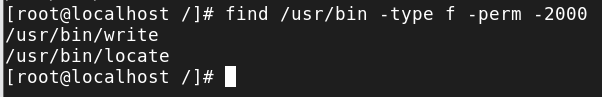 [root@localhost /]# find /usr/bin -type f -perm -2000
/usr/bin/write
/usr/bin/locate
[root@localhost /]#